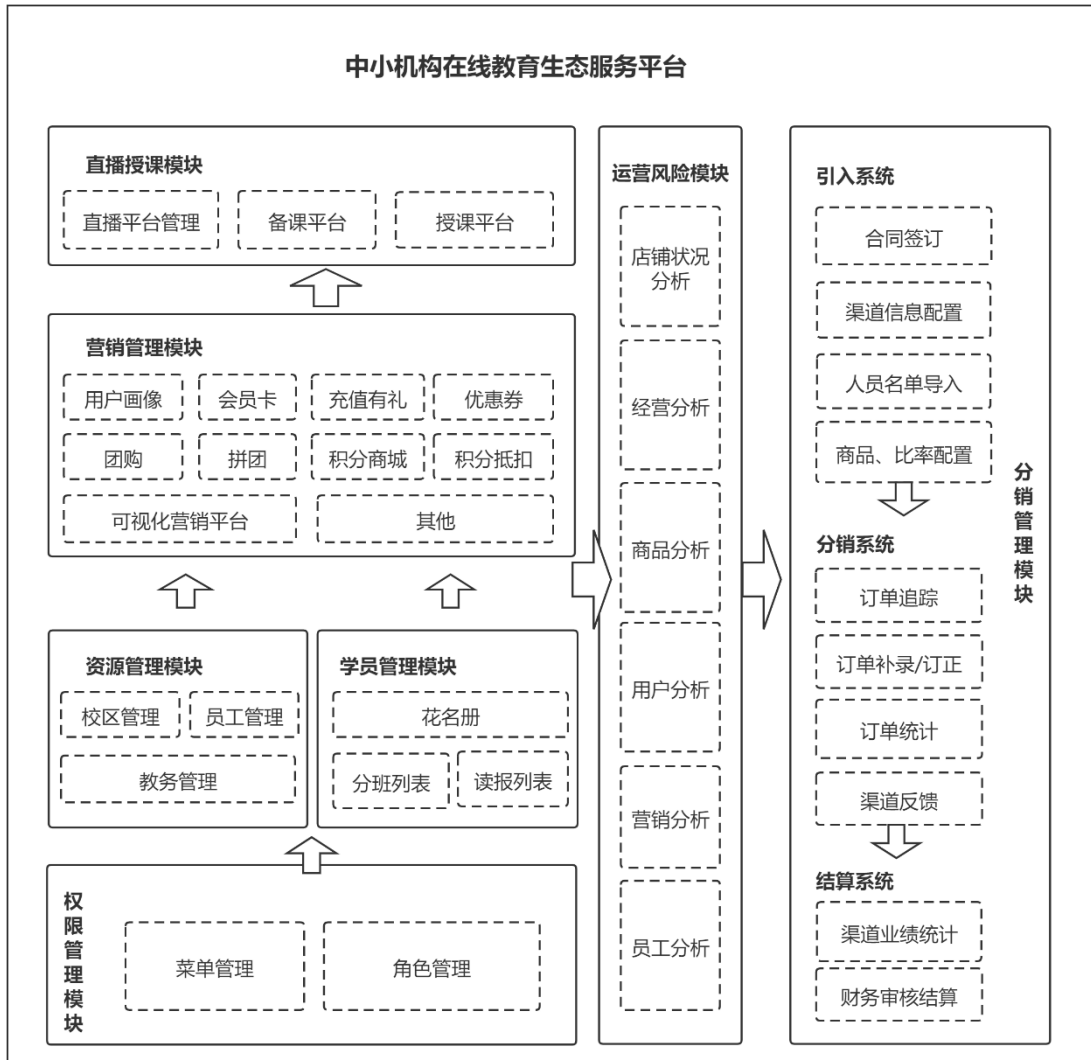 中小机构在线教育生态服务平台
直播授课模块
直播平台管理
备课平台
授课平台
营销管理模块
用户画像
会员卡
充值有礼
优惠券
团购
拼团
积分商城
积分抵扣
可视化营销平台
其他
资源管理模块
校区管理
员工管理
教务管理
学员管理模块
花名册
分班列表
读报列表
权限管理模块
菜单管理
角色管理
运营风险模块
店铺状况
分析
经营分析
商品分析
用户分析
营销分析
员工分析
引入系统
合同签订
渠道信息配置
人员名单导入
商品、比率配置
分销系统
订单追踪
订单补录/订正
订单统计
渠道反馈
结算系统
渠道业绩统计
财务审核结算
分销管理模块